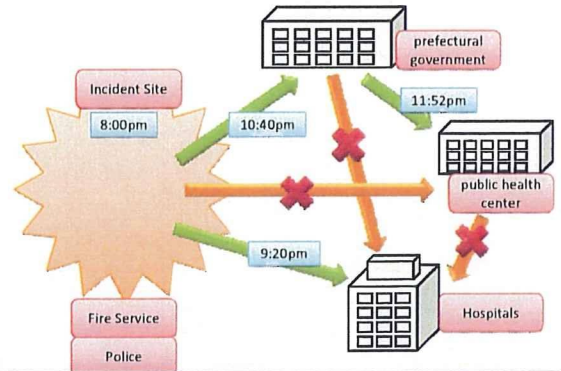 prefectural
government
Incident Site
8:00pm
10:40pm
11:52pm
public health
center
9:20pm
Hospitals
Fire Service
Police